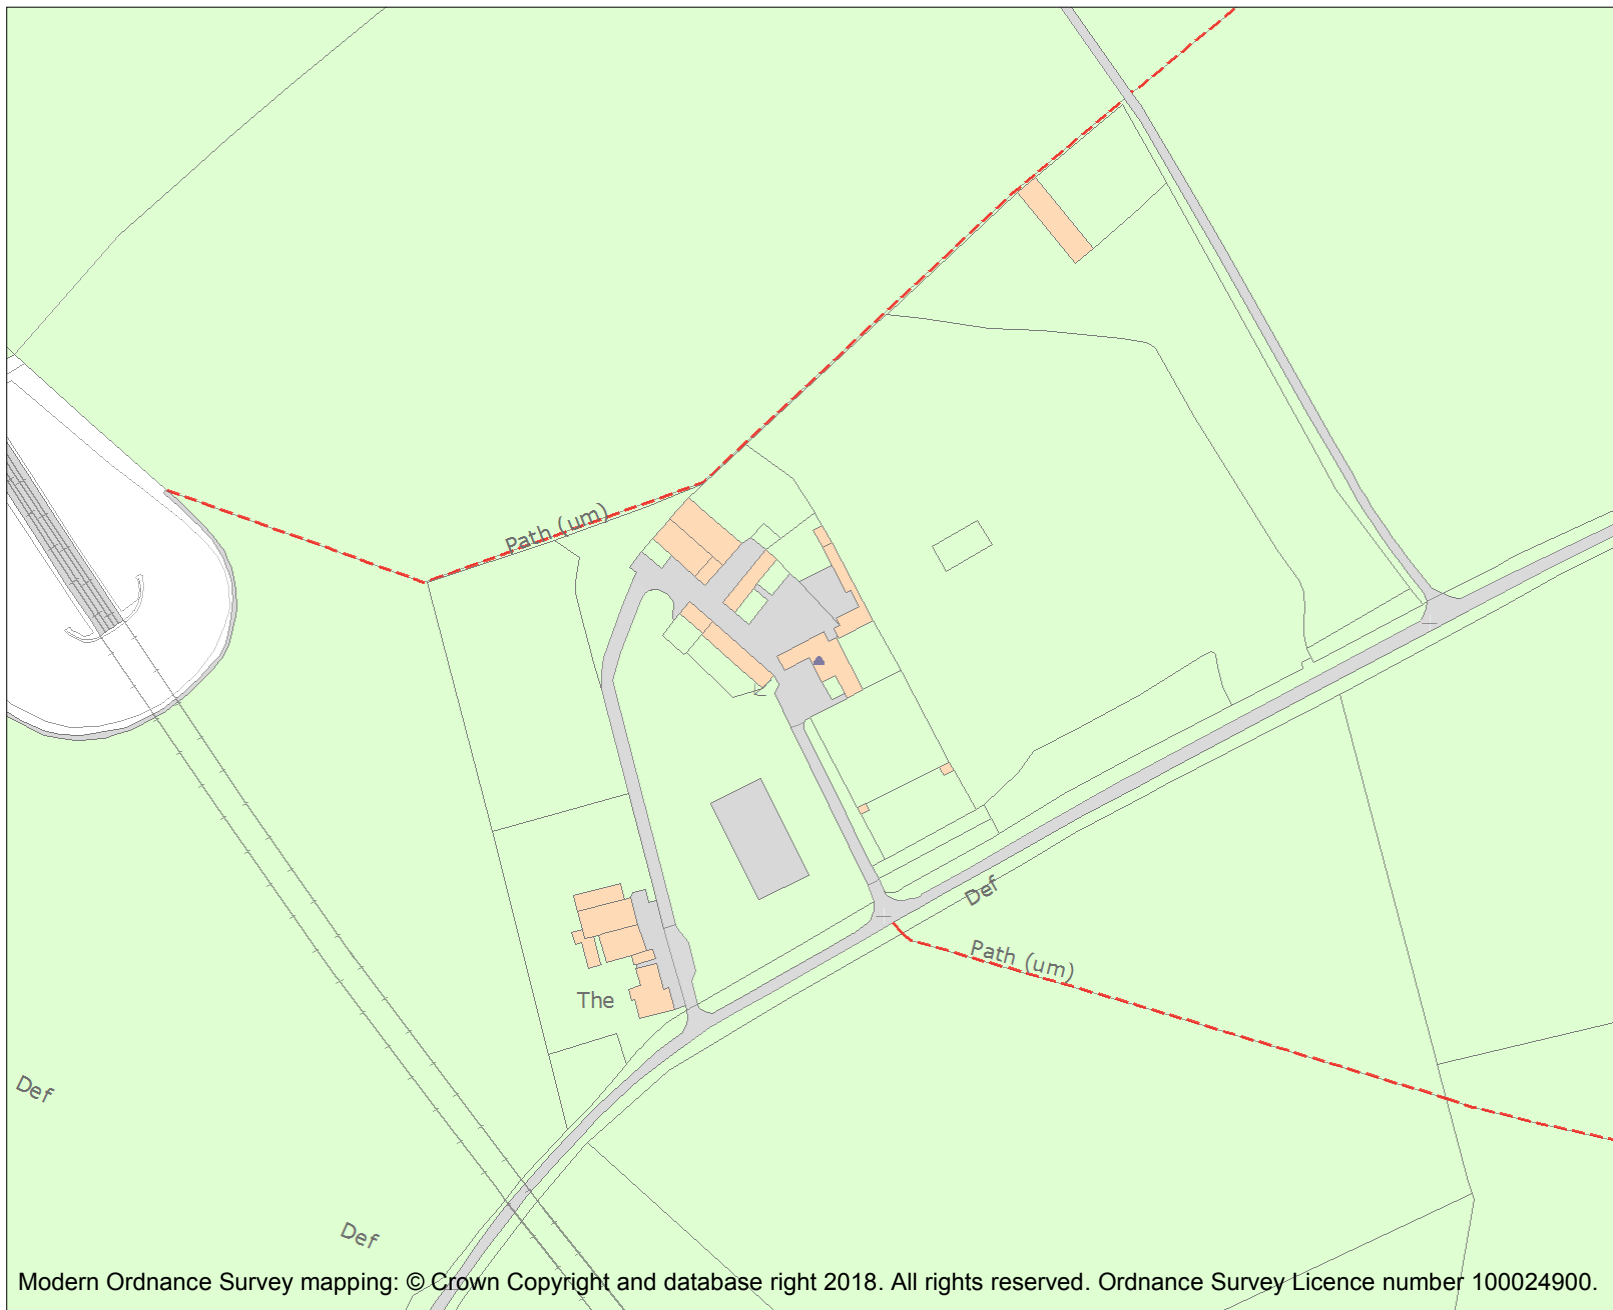 Path (um)
Def
Path (um)
The
Def
Def
Modern Ordnance Survey mapping: © Crown Copyright and database right 2018. All rights reserved. Ordnance Survey Licence number 100024900.